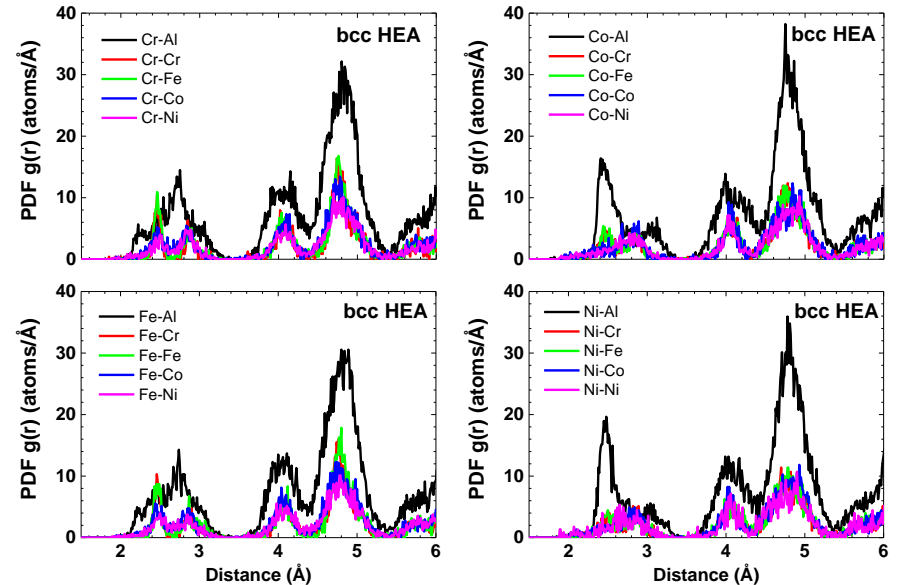 40
30
20
10
0
PDF g(r) (atoms/Å)
bcc HEA
Cr-Al
Cr-Cr
Cr-Fe
Cr-Co
Cr-Ni
40
30
20
10
0
PDF g(r) (atoms/Å)
bcc HEA
Co-Al
Co-Cr
Co-Fe
Co-Co
Co-Ni
40
30
20
10
0
PDF g(r) (atoms/Å)
bcc HEA
Fe-Al
Fe-Cr
Fe-Fe
Fe-Co
Fe-Ni
2 3 4 5 6
Distance (Å)
40
30
20
10
0
PDF g(r) (atoms/Å)
bcc HEA
Ni-Al
Ni-Cr
Ni-Fe
Ni-Co
Ni-Ni
2 3 4 5 6
Distance (Å)